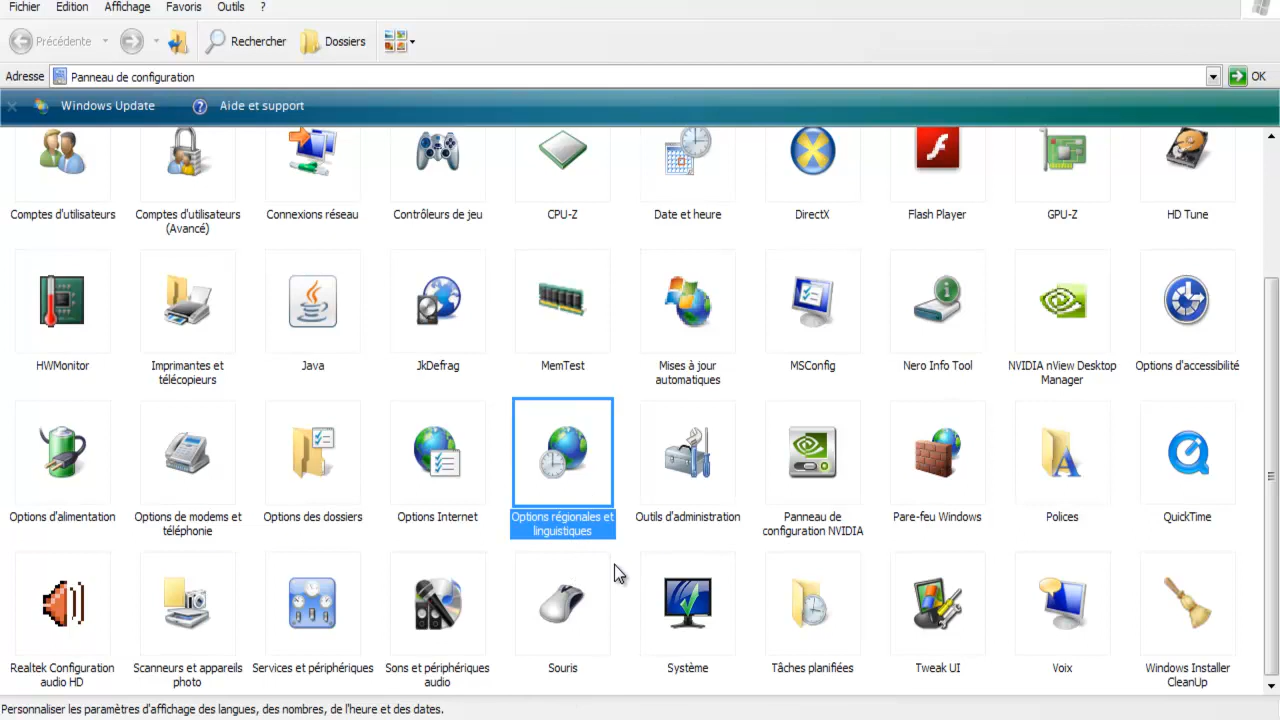 Fichier Edition Affichage Favoris Outils ?
Précédente Rechercher Dossiers
Adresse Panneau de configuration OK
Windows Update Aide et support
Comptes d'utilisateurs
Comptes d'utilisateurs
(Avancé)
Connexions réseau
Contrôleurs de jeu
CPU-Z
Date et heure
DirectX
Flash Player
GPU-Z
HD Tune
HWMonitor
Imprimantes et
télécopieurs
Java
JkDefrag
MemTest
Mises à jour
automatiques
MSConfig
Nero Info Tool
NVIDIA nView Desktop
Manager
Options d'accessibilité
Options d'alimentation
Options de modems et
téléphonie
Options des dossiers
Options Internet
Options régionales et
linguistiques
Outils d'administration
Panneau de
configuration NVIDIA
Pare-feu Windows
Polices
QuickTime
Realtek Configuration
audio HD
Scanneurs et appareils
photo
Services et périphériques
Sons et périphériques
audio
Souris
Système
Tâches planifiées
Tweak UI
Voix
Windows Installer
CleanUp
Personnaliser les paramètres d'affichage des langues, des nombres, de l'heure et des dates.